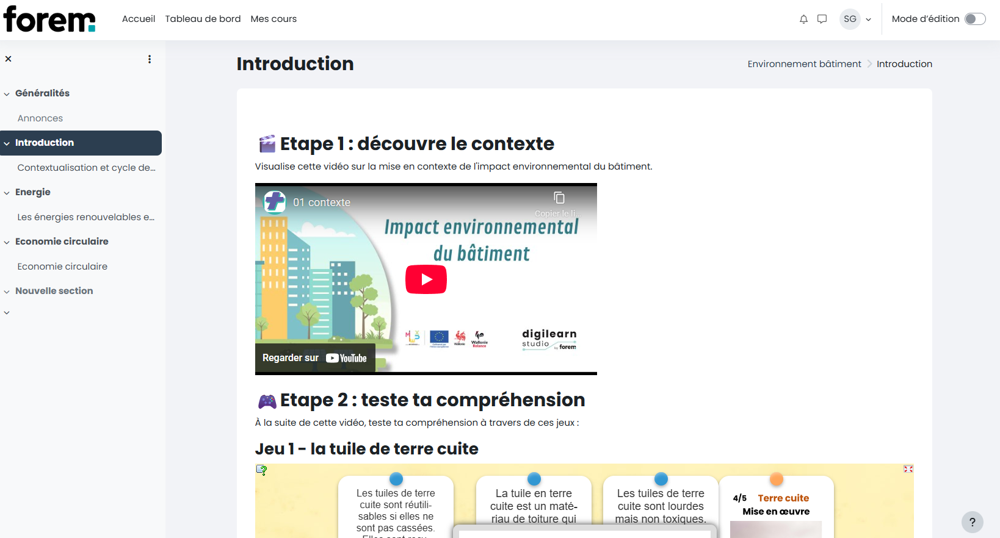 forem
Accueil
Tableau de bord
Mes cours
SG
Mode d'édition
Généralités
Annonces
Introduction
Contextualisation et cycle de...
Energie
Les énergies renouvelables e...
Economie circulaire
Economie circulaire
Nouvelle section
Introduction
Environnement bâtiment
Introduction
Etape 1 : découvre le contexte
Visualise cette vidéo sur la mise en contexte de l'impact environnemental du bâtiment.
01 contexte
Copier le li...
Impact environnemental
du bâtiment
Wallonie
Wallonie
Relance
digilearn
studio
by forem
Regarder sur YouTube
Etape 2 : teste ta compréhension
À la suite de cette vidéo, teste ta compréhension à travers de ces jeux :
Jeu 1 - la tuile de terre cuite
Les tuiles de terre
cuite sont réutili-
sables si elles ne
sont pas cassées.
La tuile en terre
cuite est un maté-
riau de toiture qui
Les tuiles de terre
cuite sont lourdes
mais non toxiques.
4/5 Terre cuite
Mise en œuvre
?